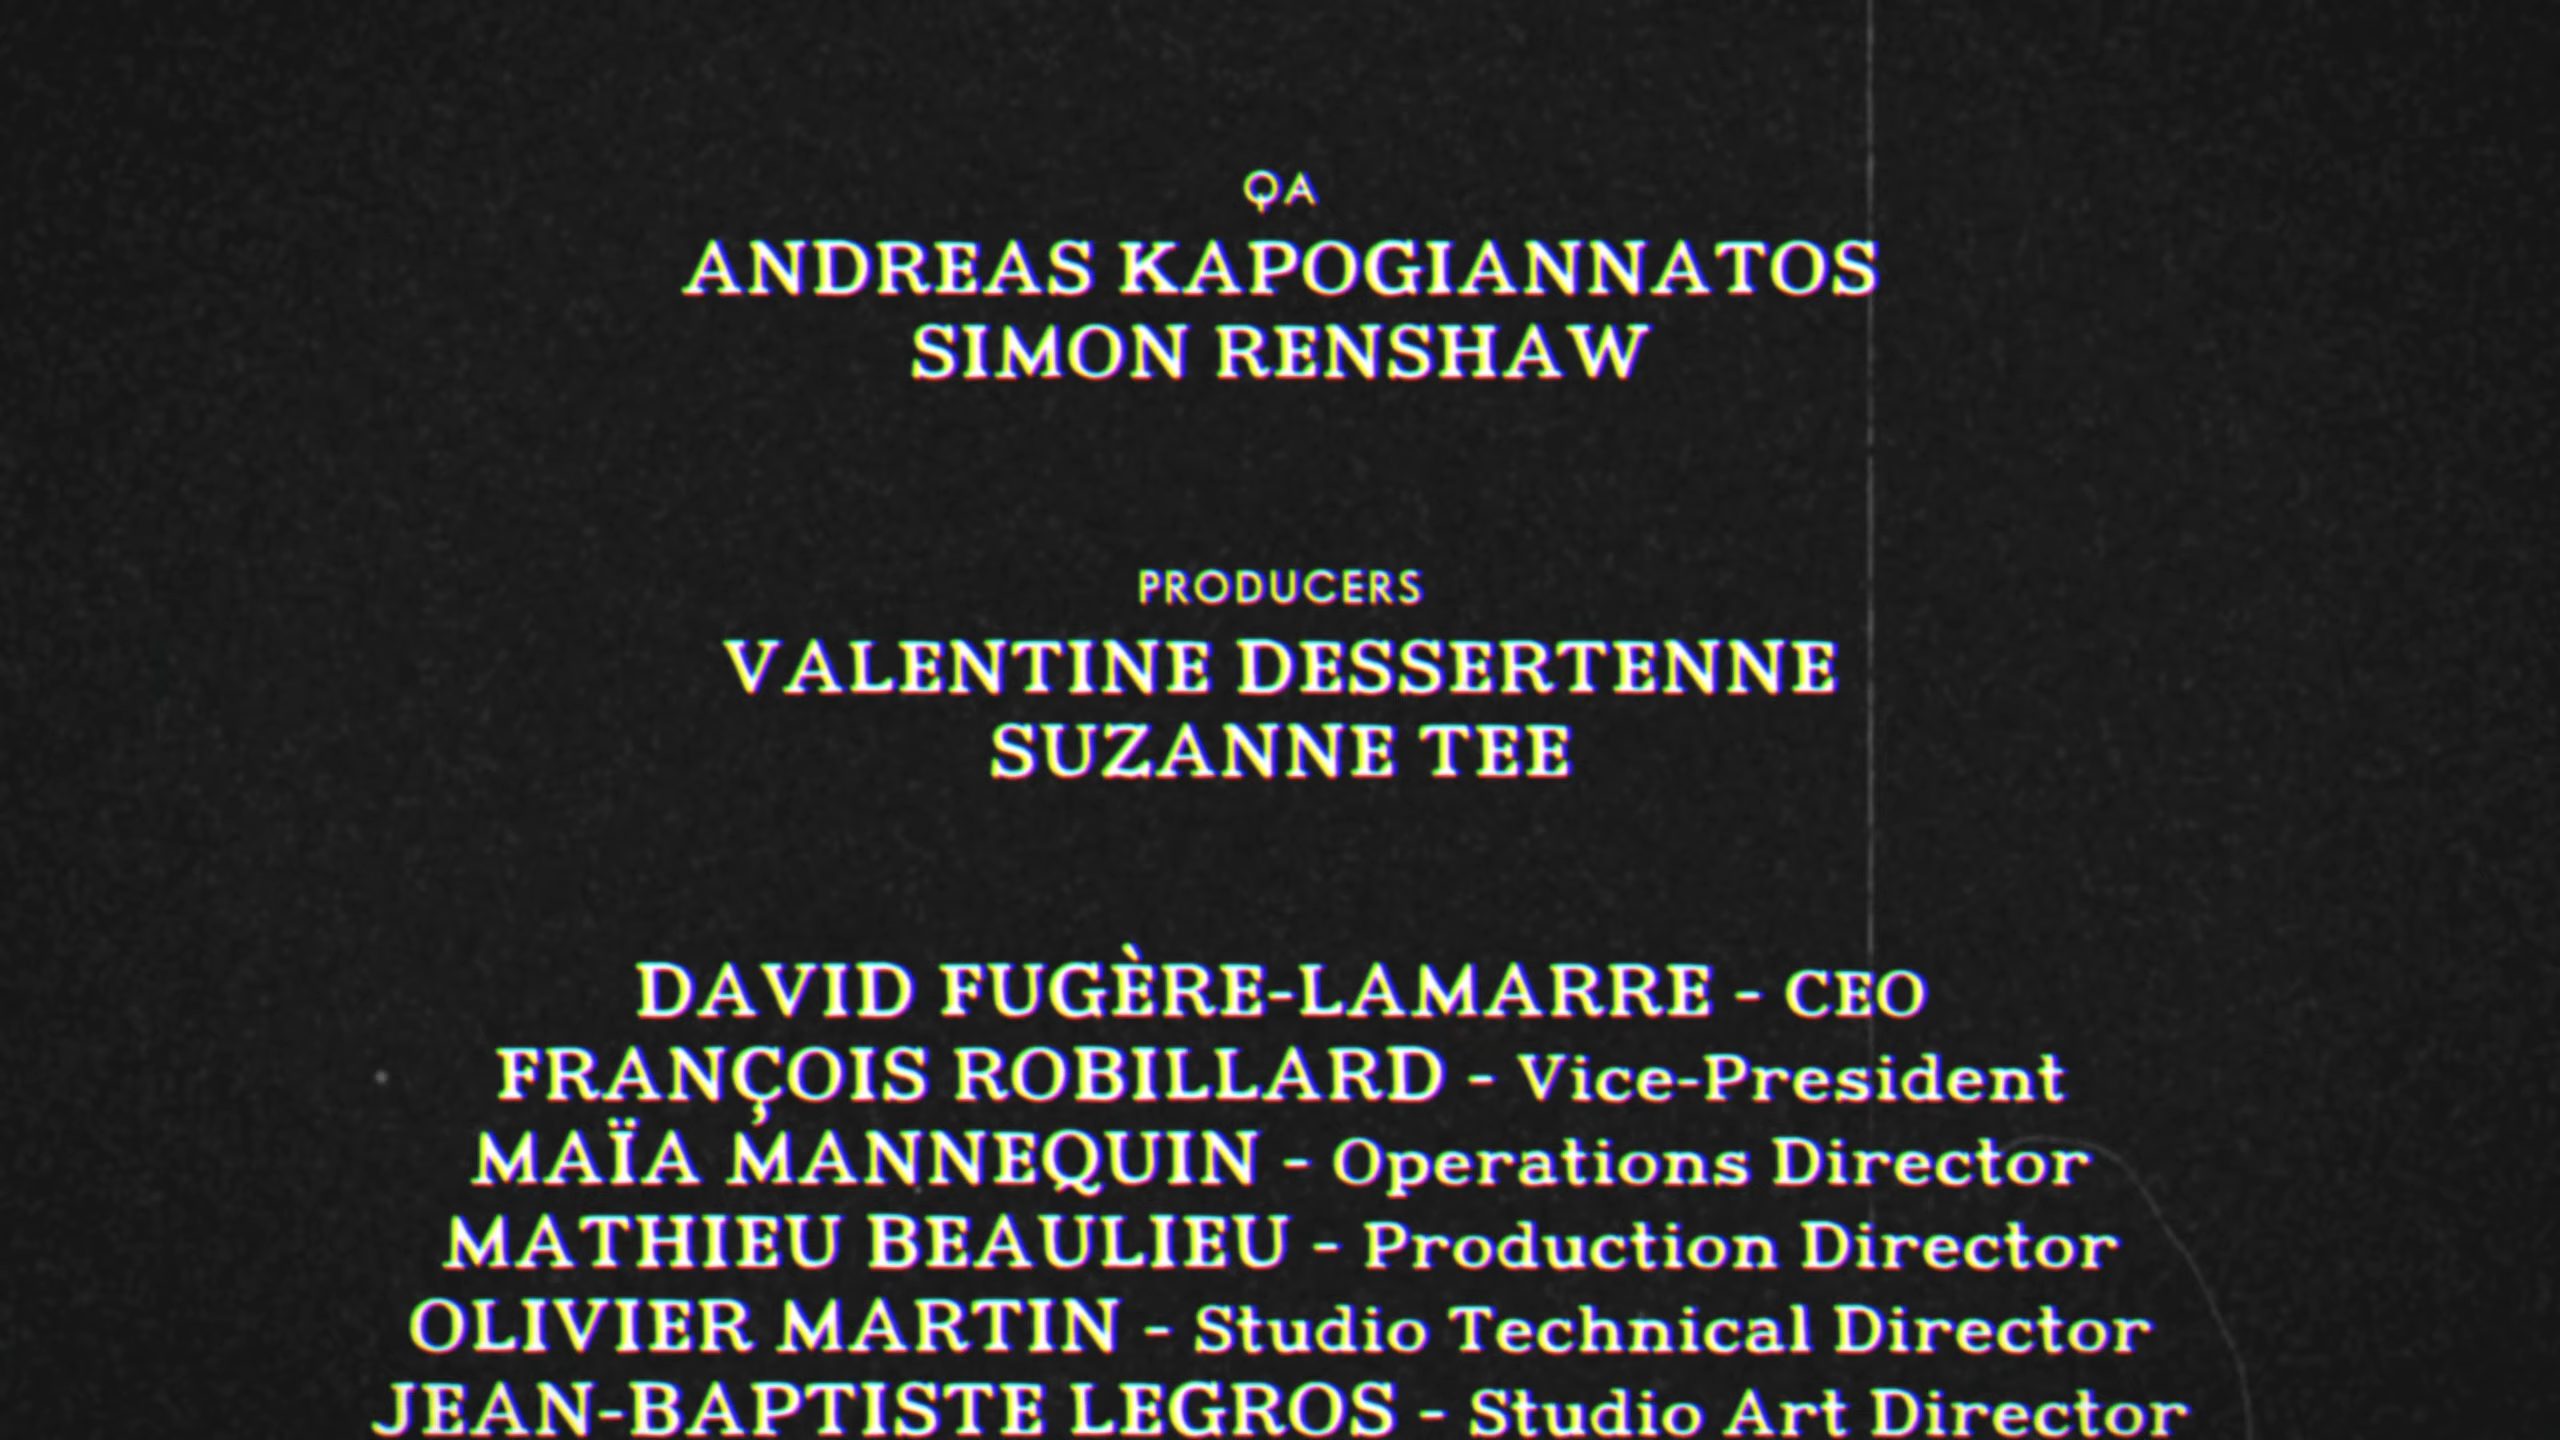 QA
ANDREAS KAPOGIANNATOS
SIMON RENSHAW
PRODUCERS
VALENTINE DESSERTENNE
SUZANNE TEE
DAVID FUGÈRE-LAMARRE - CEO
FRANÇOIS ROBILLARD - Vice-President
MAÏA MANNEQUIN - Operations Director
MATHIEU BEAULIEU - Production Director
OLIVIER MARTIN - Studio Technical Director
JEAN-BAPTISTE LEGROS - Studio Art Director